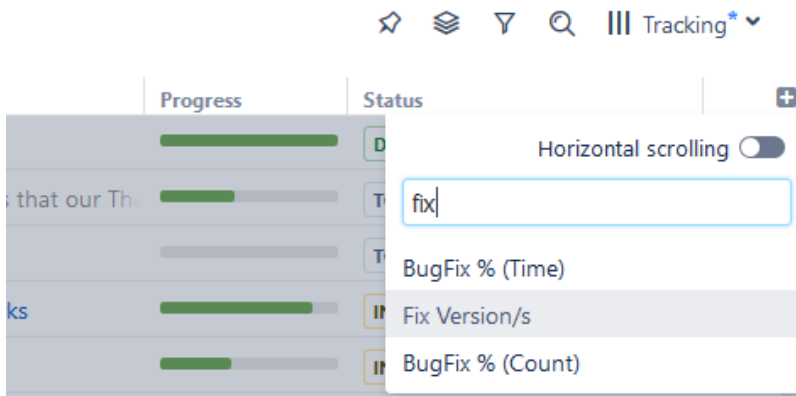 Tracking*
Progress Status
D
Horizontal scrolling
s that our The
fix
BugFix % (Time)
ks
Fix Version/s
BugFix % (Count)